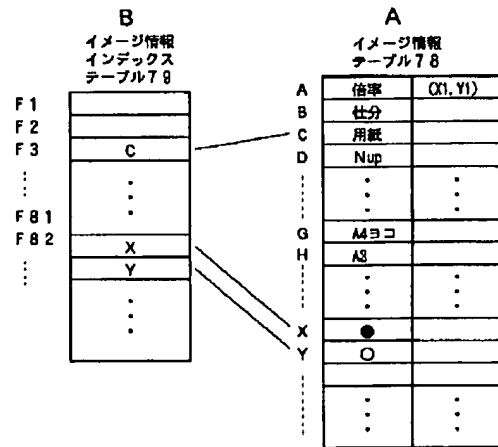 B
イメージ情報
インデックス
テーブル79
F1
F2
F3 C
F81
F82 X
Y
A
イメージ情報
テーブル78
A 倍率 (X1,Y1)
B 仕分
C 用紙
D Nup
G A4ヨコ
H A3
X ●
Y ○